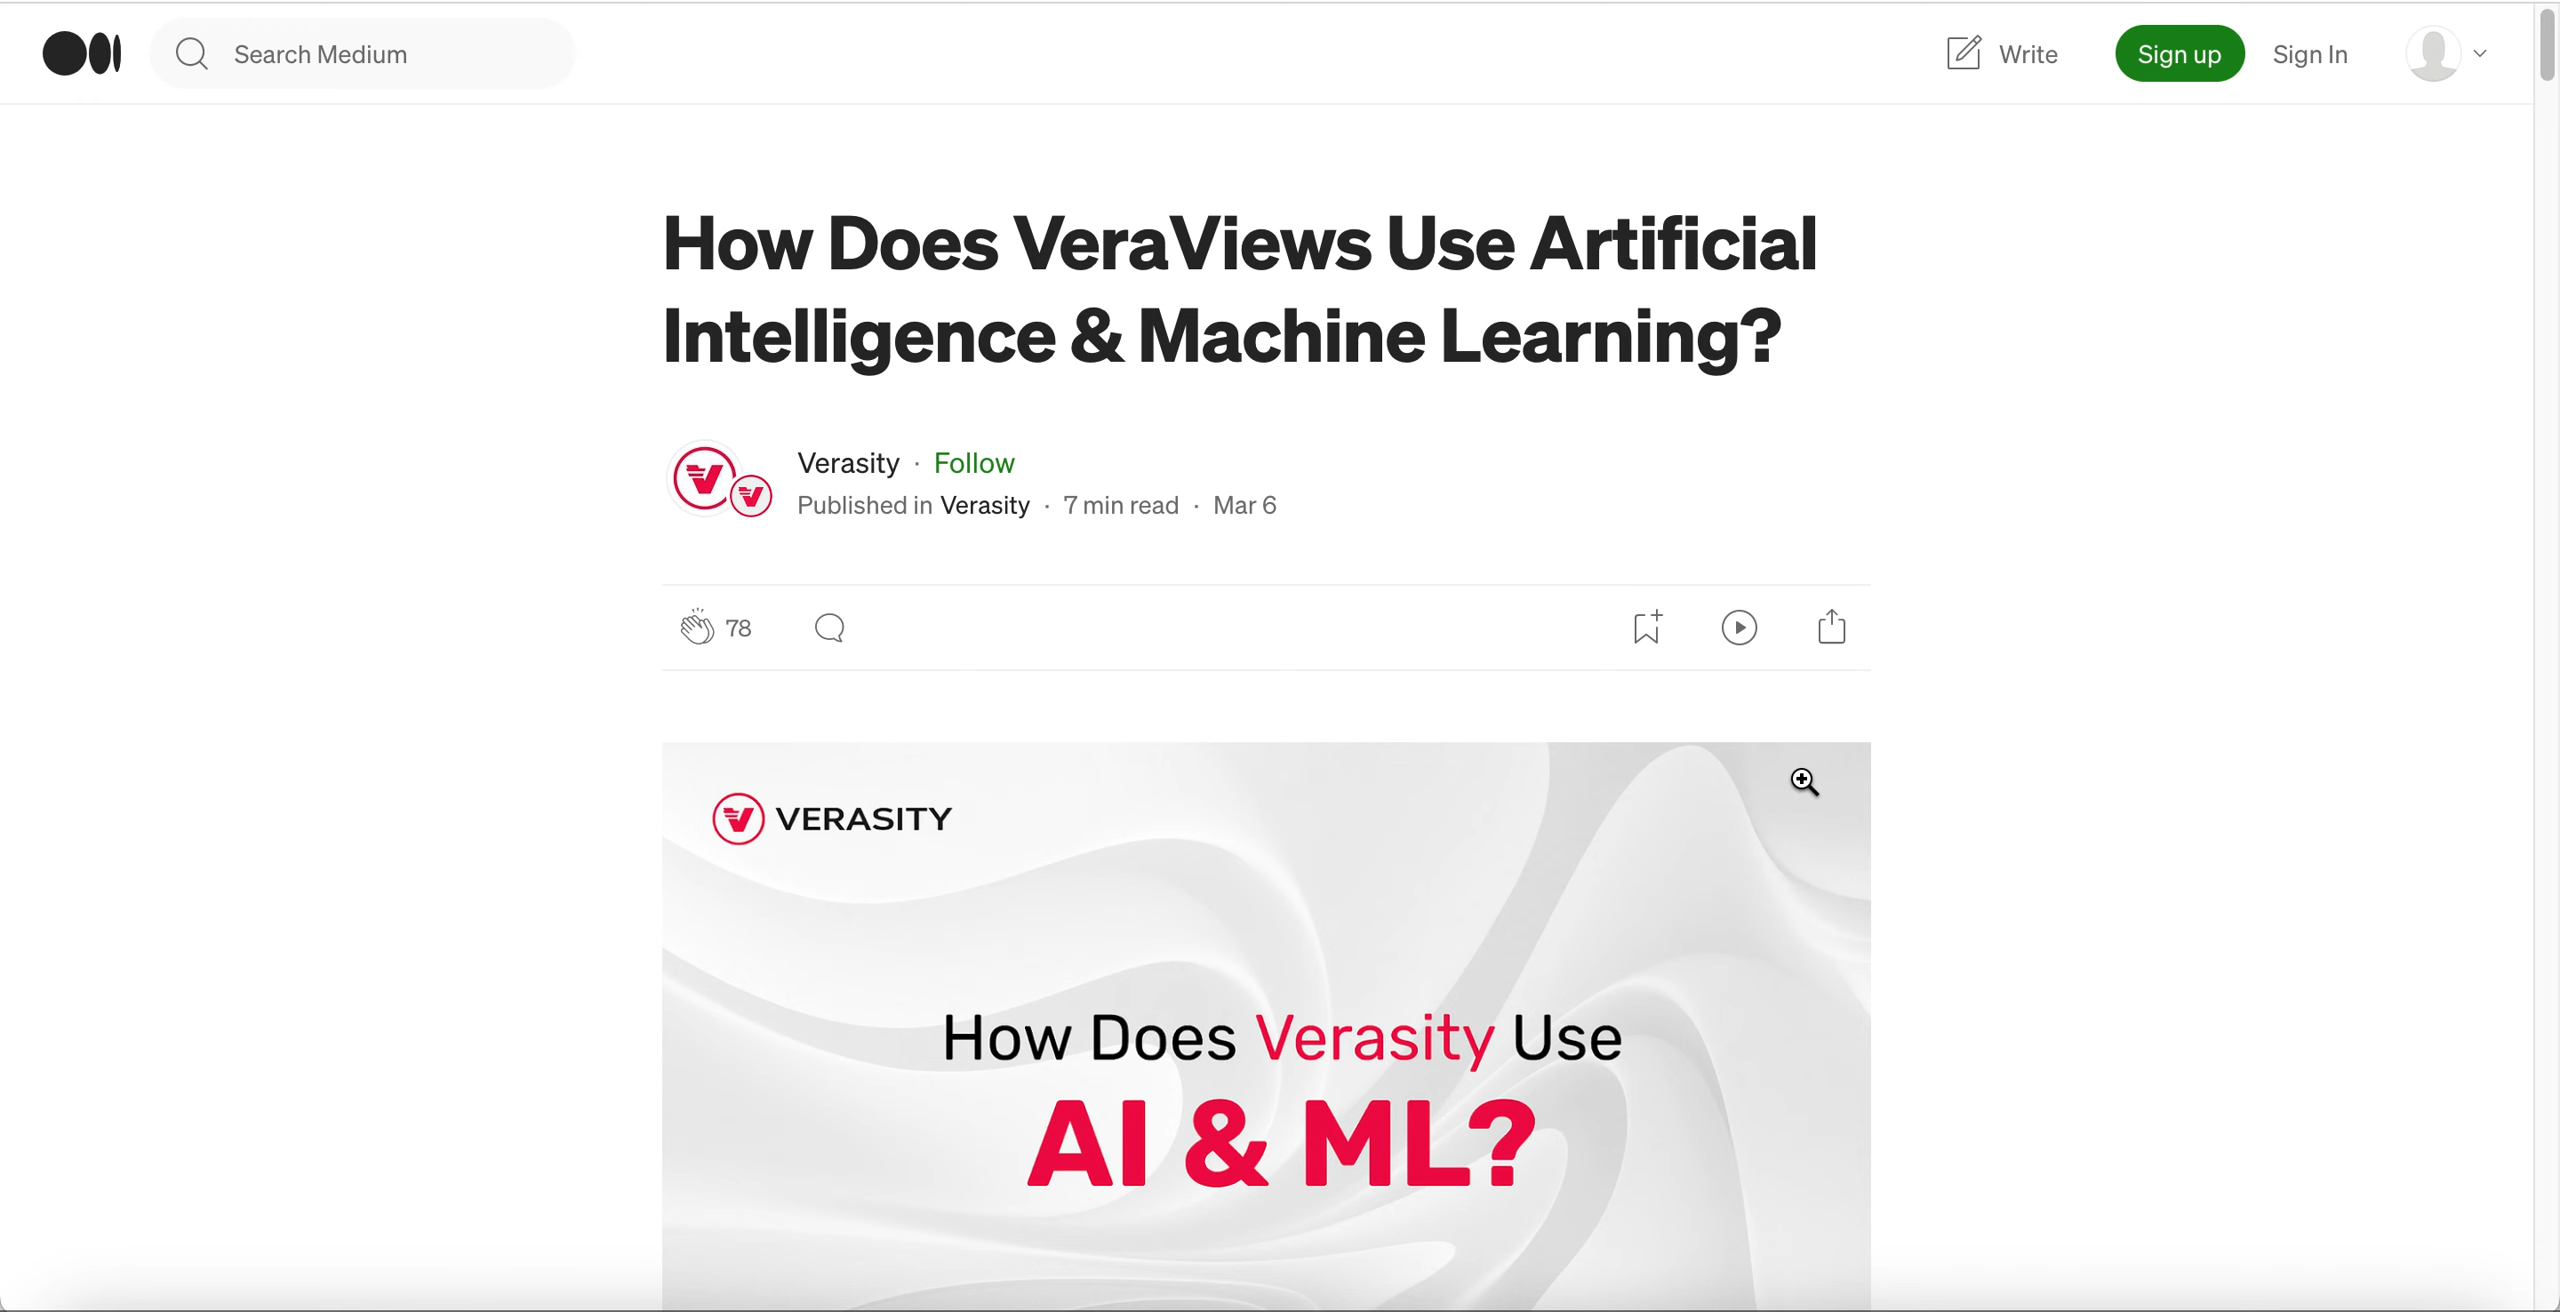 Search Medium
Write
Sign up
Sign In
How Does VeraViews Use Artificial
Intelligence & Machine Learning?
Verasity · Follow
Published in Verasity · 7 min read · Mar 6
78
VERASITY
How Does Verasity Use
AI & ML?